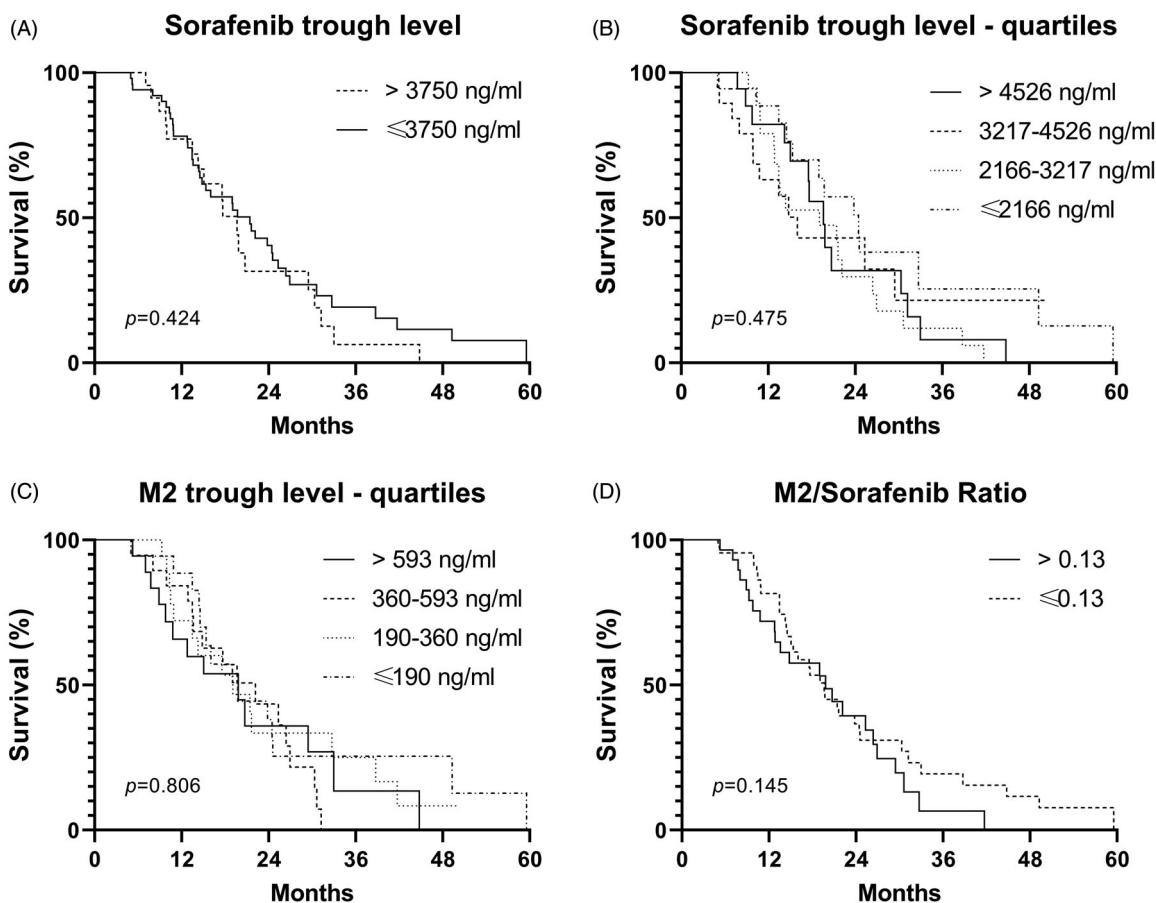 (A) Sorafenib trough level
100
50
0
Survival (%)
> 3750 ng/ml
⩽3750 ng/ml
p=0.424
0 12 24 36 48 60
Months
(B) Sorafenib trough level - quartiles
100
50
0
Survival (%)
> 4526 ng/ml
3217-4526 ng/ml
2166-3217 ng/ml
⩽2166 ng/ml
p=0.475
0 12 24 36 48 60
Months
(C) M2 trough level - quartiles
100
50
0
Survival (%)
> 593 ng/ml
360-593 ng/ml
190-360 ng/ml
⩽190 ng/ml
p=0.806
0 12 24 36 48 60
Months
(D) M2/Sorafenib Ratio
100
50
0
Survival (%)
> 0.13
⩽0.13
p=0.145
0 12 24 36 48 60
Months